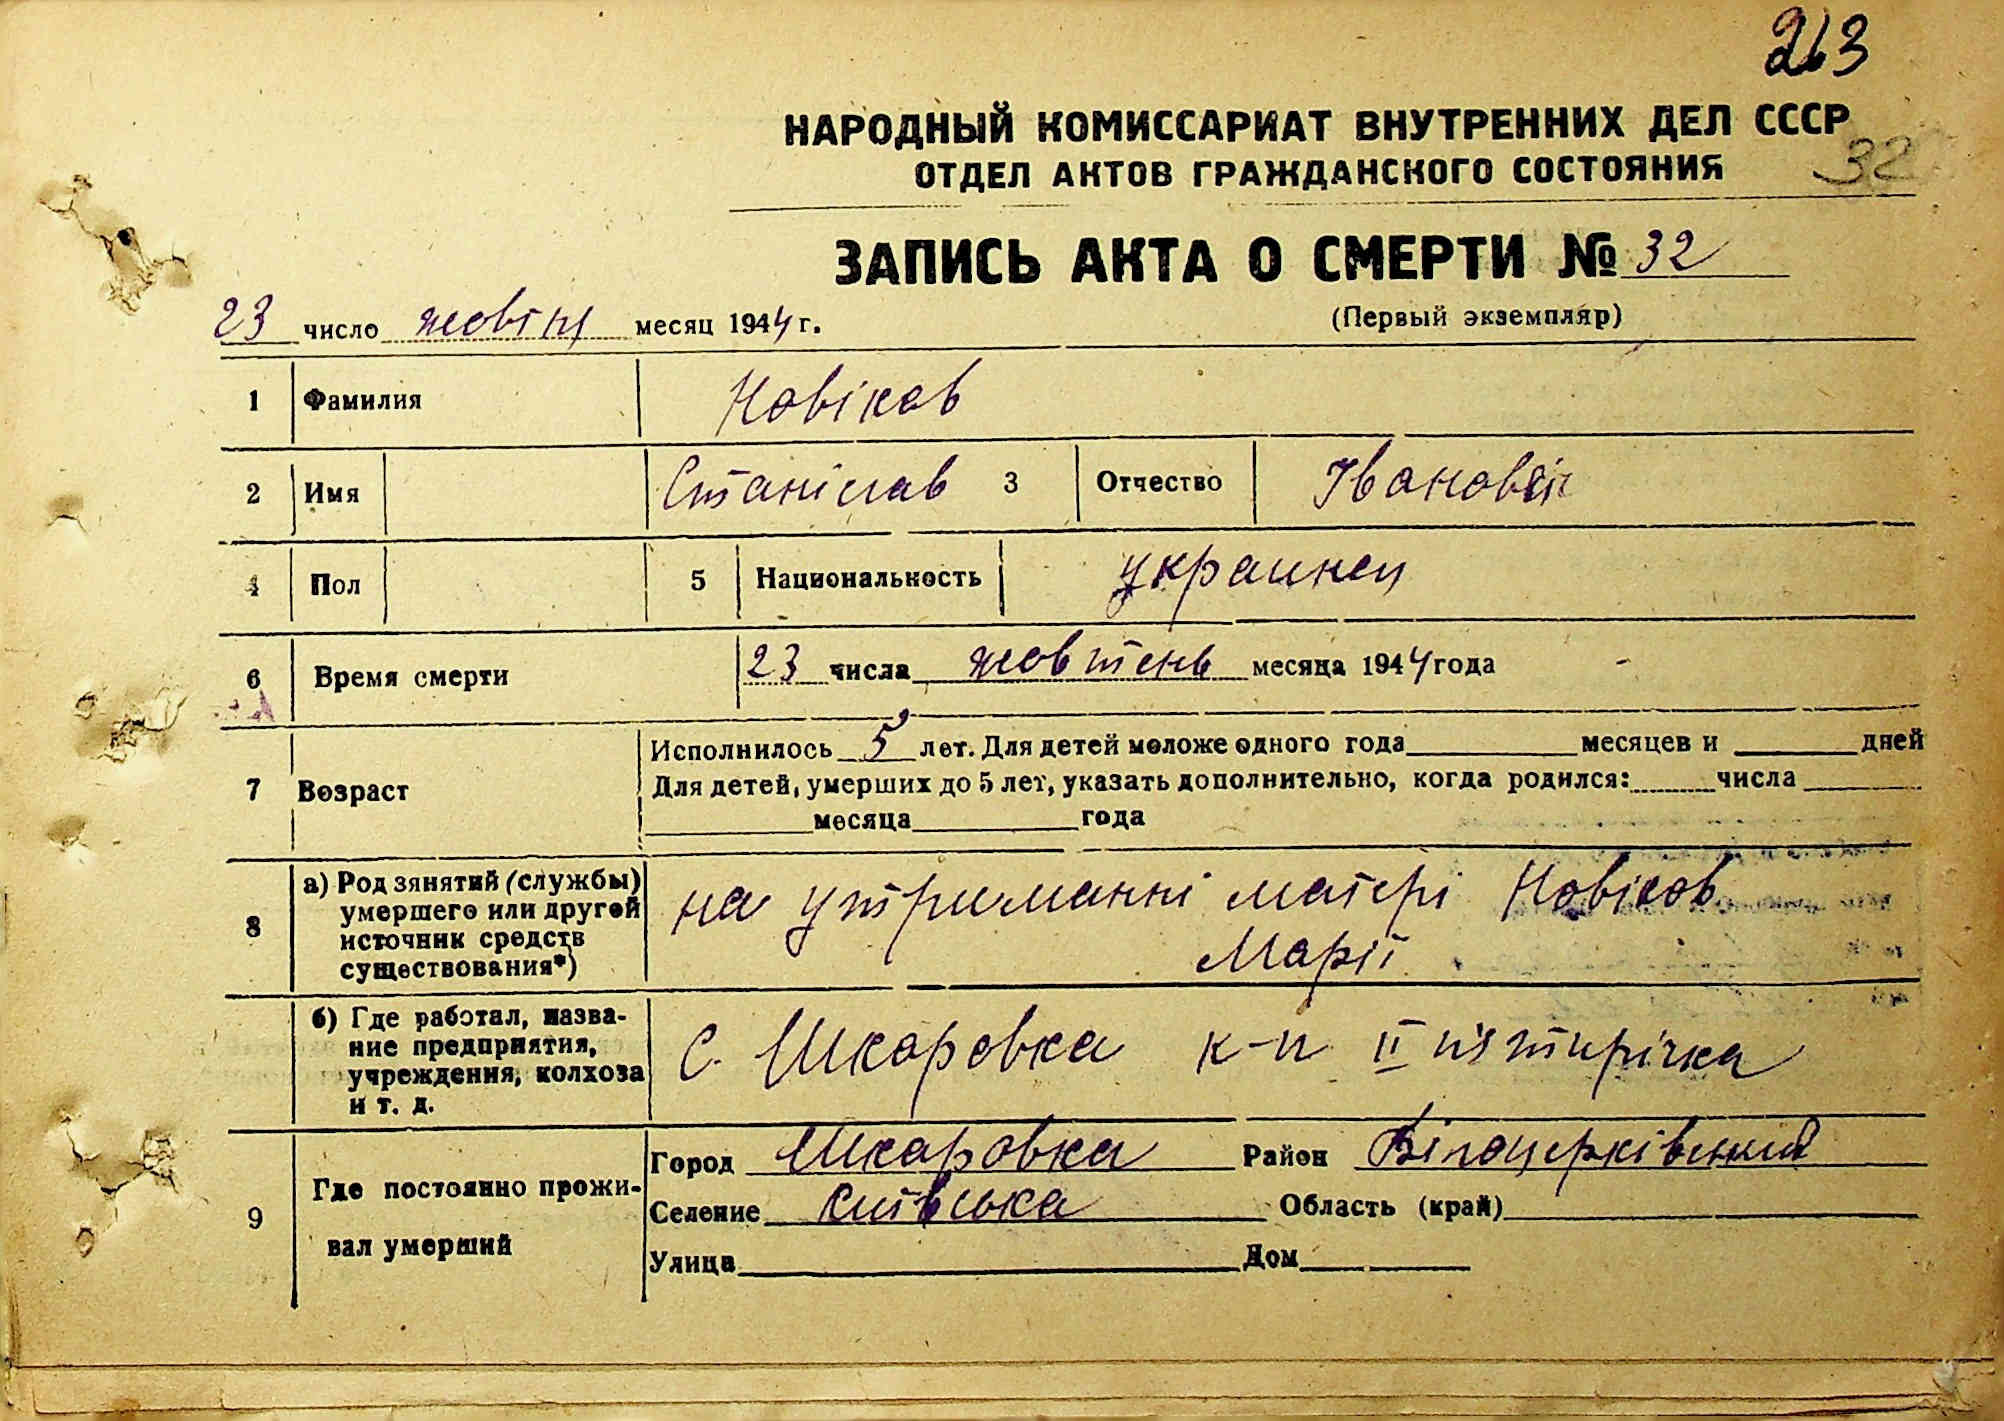 263
НАРОДНЫЙ КОМИССАРИАТ ВНУТРЕННИХ ДЕЛ СССР
ОТДЕЛ АКТОВ ГРАЖДАНСКОГО СОСТОЯНИЯ 32
ЗАПИСЬ АКТА О СМЕРТИ № 32
23 число месяц 1944 г. (Первый экземпляр)
1 Фамилия Новіков
2 Имя Станіслав 3 Отчество Іванович
4 Пол 5 Национальность украинец
6 Время смерти 23 числа жовтень месяца 1944 года
7 Возраст
Исполнилось 5 лет. Для детей моложе одного года месяцев и дней
Для детей, умерших до 5 лет, указать дополнительно, когда родился: числа
месяца года
8 а) Род занятий (службы) умершего или другой источник средств существования*)
на утриманні матері Новіков
Марії
б) Где работал, название предприятия, учреждения, колхоза и т. д.
с. Шкаровка к-п II пятирічка
9 Где постоянно проживал умерший
Город Шкаровка Район Білоцерківський
Селение Київська Область (край)
Улица Дом